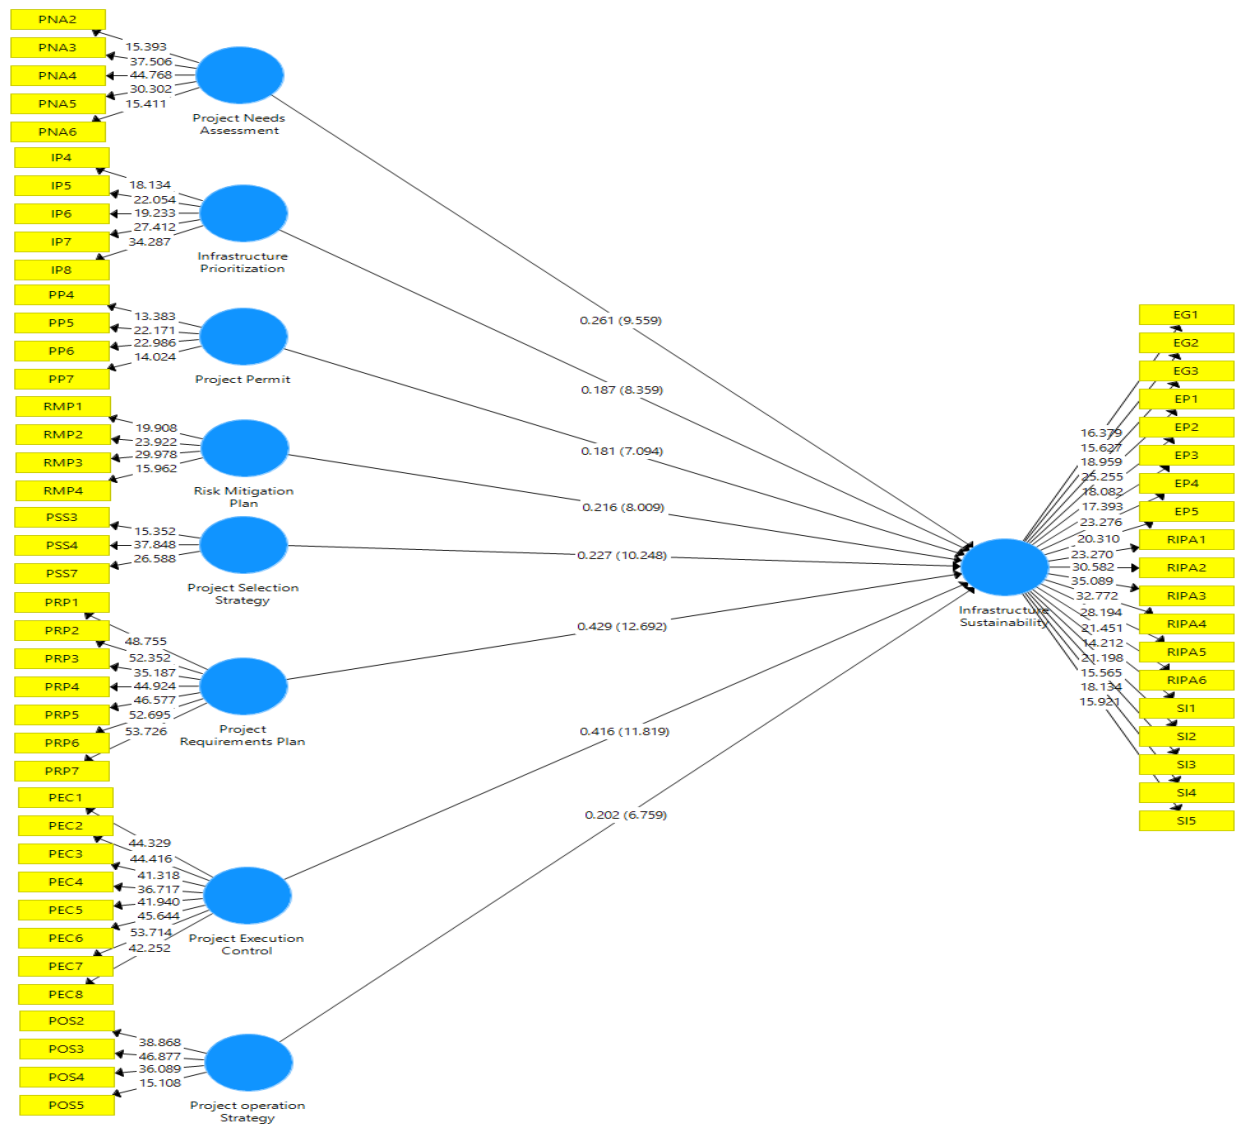 PNA2
PNA3
PNA4
PNA5
PNA6
15.393
37.506
44.768
30.302
15.411
Project Needs
Assessment
IP4
IP5
IP6
IP7
IP8
18.134
22.054
19.233
27.412
34.287
Infrastructure
Prioritization
PP4
PP5
PP6
PP7
13.383
22.171
22.986
14.024
Project Permit
RMP1
RMP2
RMP3
RMP4
19.908
23.922
29.978
15.962
Risk Mitigation
Plan
PSS3
PSS4
PSS7
15.352
37.848
26.588
Project Selection
Strategy
PRP1
PRP2
PRP3
PRP4
PRP5
PRP6
PRP7
48.755
52.352
35.187
44.924
46.577
52.695
53.726
Project
Requirements Plan
PEC1
PEC2
PEC3
PEC4
PEC5
PEC6
PEC7
PEC8
44.329
44.416
41.318
36.717
41.940
45.644
53.714
42.252
Project Execution
Control
POS2
POS3
POS4
POS5
38.868
46.877
36.089
15.108
Project operation
Strategy
0.261 (9.559)
0.187 (8.359)
0.181 (7.094)
0.216 (8.009)
0.227 (10.248)
0.429 (12.692)
0.416 (11.819)
0.202 (6.759)
Infrastructure
Sustainability
16.379
15.627
18.959
25.255
18.082
17.393
23.276
20.310
23.270
30.582
35.089
32.772
28.194
21.451
14.212
21.198
15.565
18.134
15.921
EG1
EG2
EG3
EP1
EP2
EP3
EP4
EP5
RIPA1
RIPA2
RIPA3
RIPA4
RIPA5
RIPA6
SI1
SI2
SI3
SI4
SI5